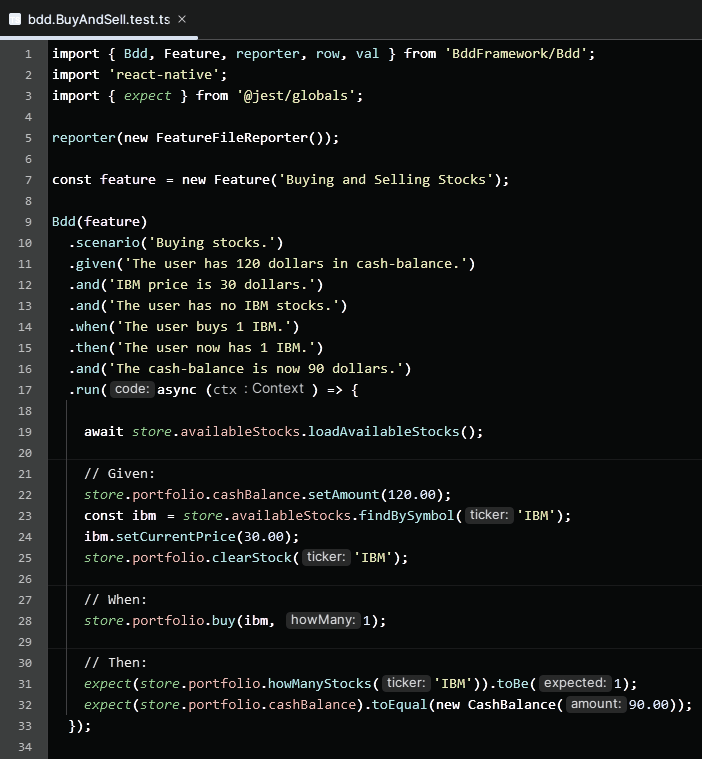 bdd.BuyAndSell.test.ts ×
1 import { Bdd, Feature, reporter, row, val } from 'BddFramework/Bdd';
2 import 'react-native';
3 import { expect } from '@jest/globals';
4
5 reporter(new FeatureFileReporter());
6
7 const feature = new Feature('Buying and Selling Stocks');
8
9 Bdd(feature)
10 .scenario('Buying stocks.')
11 .given('The user has 120 dollars in cash-balance.')
12 .and('IBM price is 30 dollars.')
13 .and('The user has no IBM stocks.')
14 .when('The user buys 1 IBM.')
15 .then('The user now has 1 IBM.')
16 .and('The cash-balance is now 90 dollars.')
17 .run( code: async (ctx : Context ) => {
18
19 await store.availableStocks.loadAvailableStocks();
20
21 // Given:
22 store.portfolio.cashBalance.setAmount(120.00);
23 const ibm = store.availableStocks.findBySymbol( ticker: 'IBM');
24 ibm.setCurrentPrice(30.00);
25 store.portfolio.clearStock( ticker: 'IBM');
26
27 // When:
28 store.portfolio.buy(ibm, howMany: 1);
29
30 // Then:
31 expect(store.portfolio.howManyStocks( ticker: 'IBM')).toBe( expected: 1);
32 expect(store.portfolio.cashBalance).toEqual(new CashBalance( amount: 90.00));
33 });
34